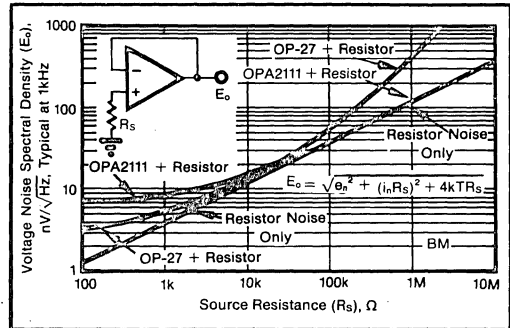 Voltage Noise Spectral Density (Eₒ),
nV/√Hz, Typical at 1kHz
1000
100
10
1
−
+
Eₒ
Rₛ
OP-27 + Resistor
OPA2111 + Resistor
Resistor Noise
Only
OPA2111 + Resistor
Eₒ = √eₙ² + (iₙRₛ)² + 4kTRₛ
Resistor Noise
Only
OP-27 + Resistor
BM
100
1k
10k
100k
1M
10M
Source Resistance (Rₛ), Ω